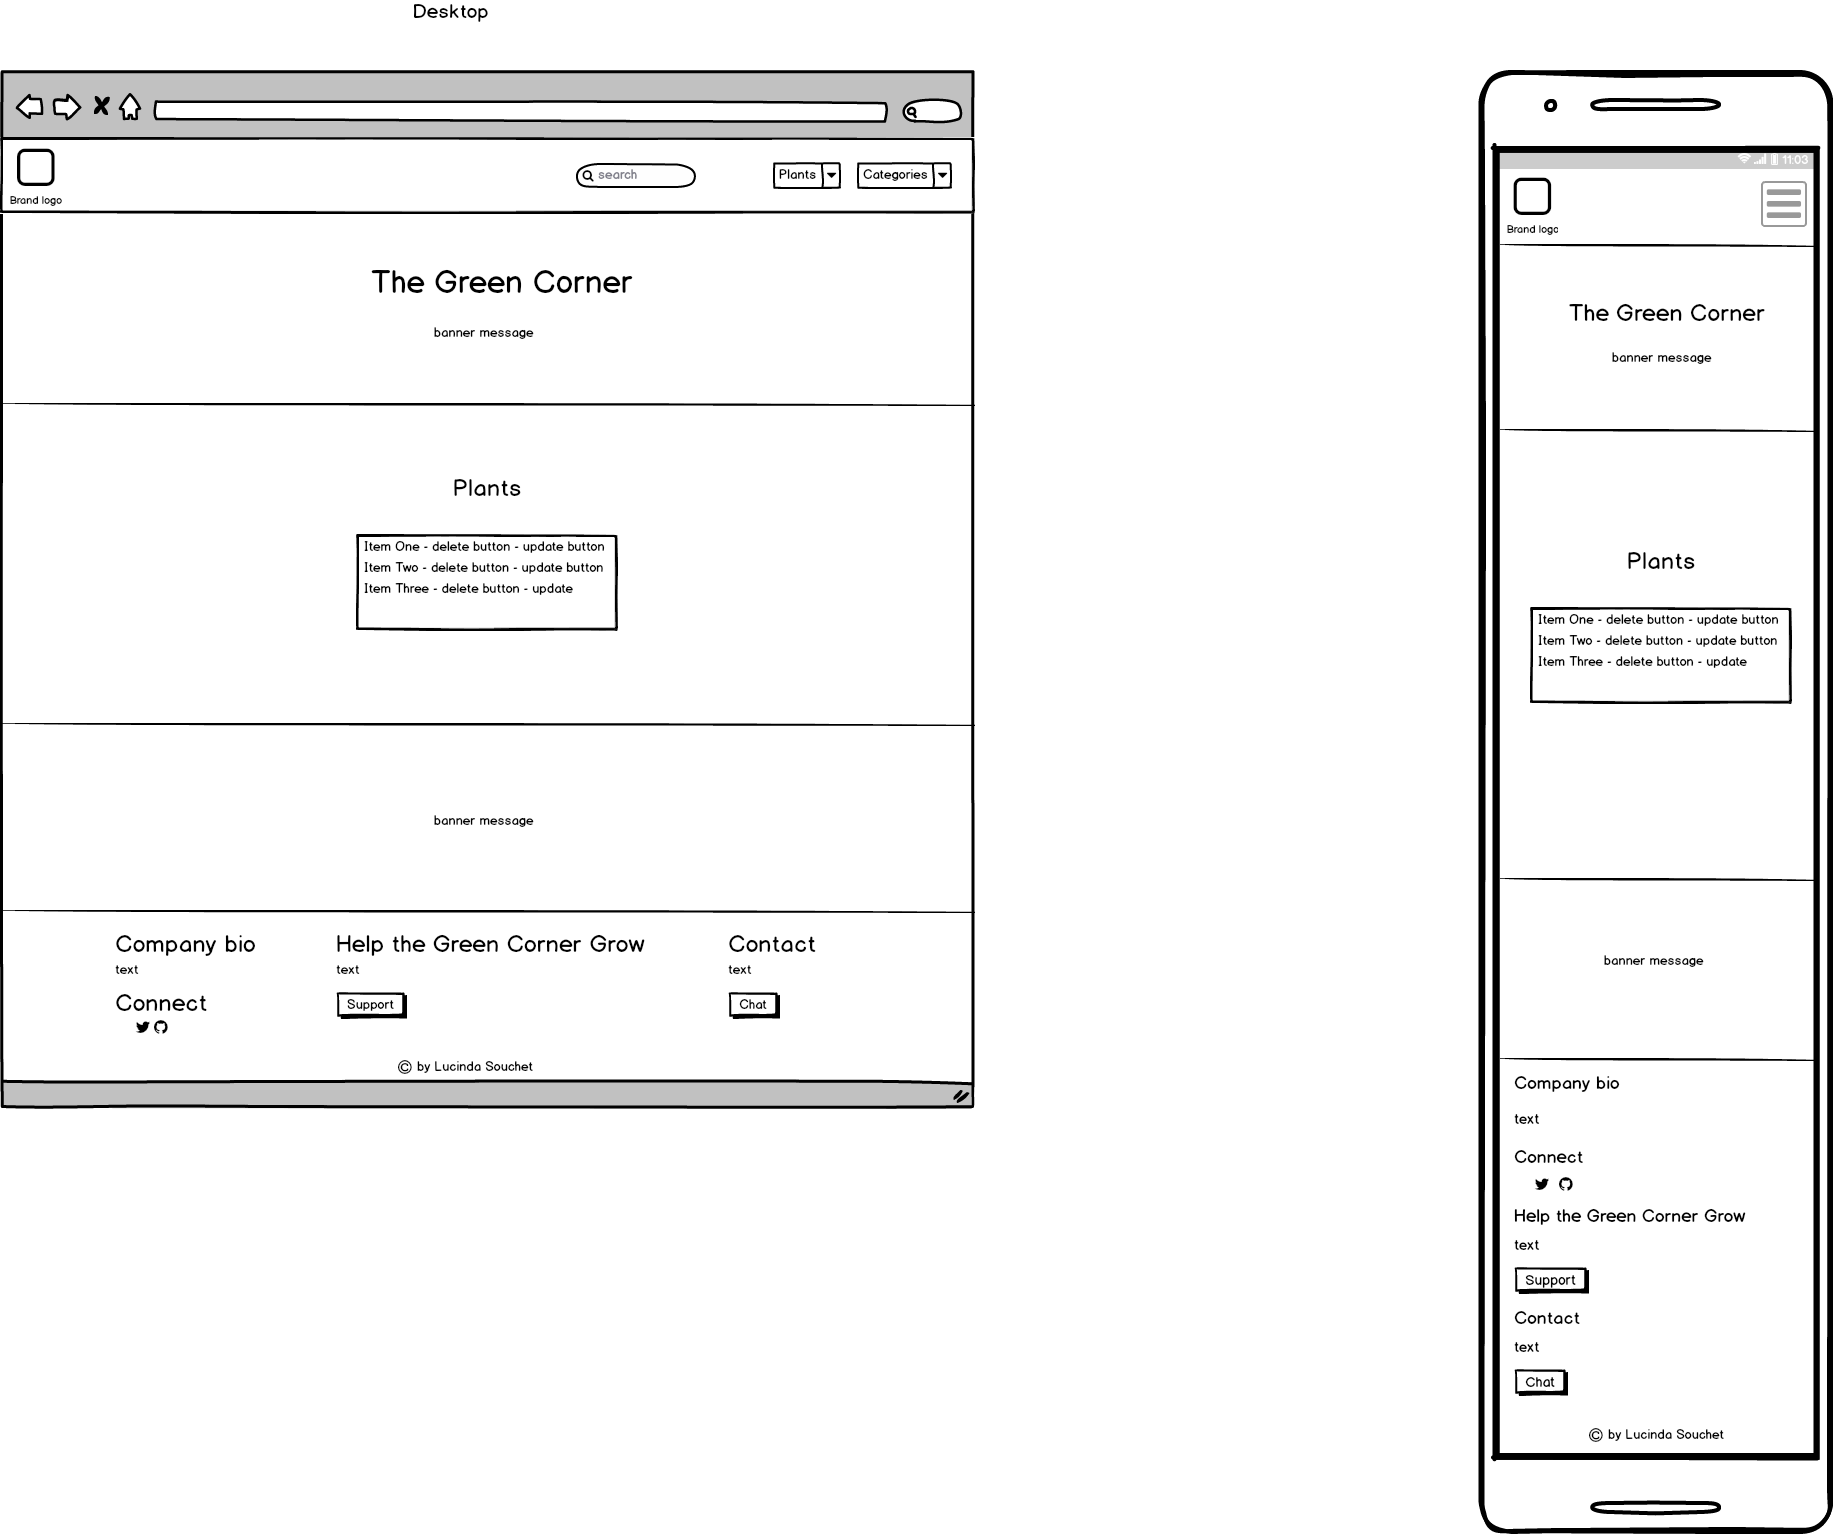 Desktop
search
Plants
Categories
Brand logo
The Green Corner
banner message
Plants
Item One - delete button - update button
Item Two - delete button - update button
Item Three - delete button - update
banner message
Company bio
text
Connect
Help the Green Corner Grow
text
Support
Contact
text
Chat
© by Lucinda Souchet
11:03
Brand logo
The Green Corner
banner message
Plants
Item One - delete button - update button
Item Two - delete button - update button
Item Three - delete button - update
banner message
Company bio
text
Connect
Help the Green Corner Grow
text
Support
Contact
text
Chat
© by Lucinda Souchet